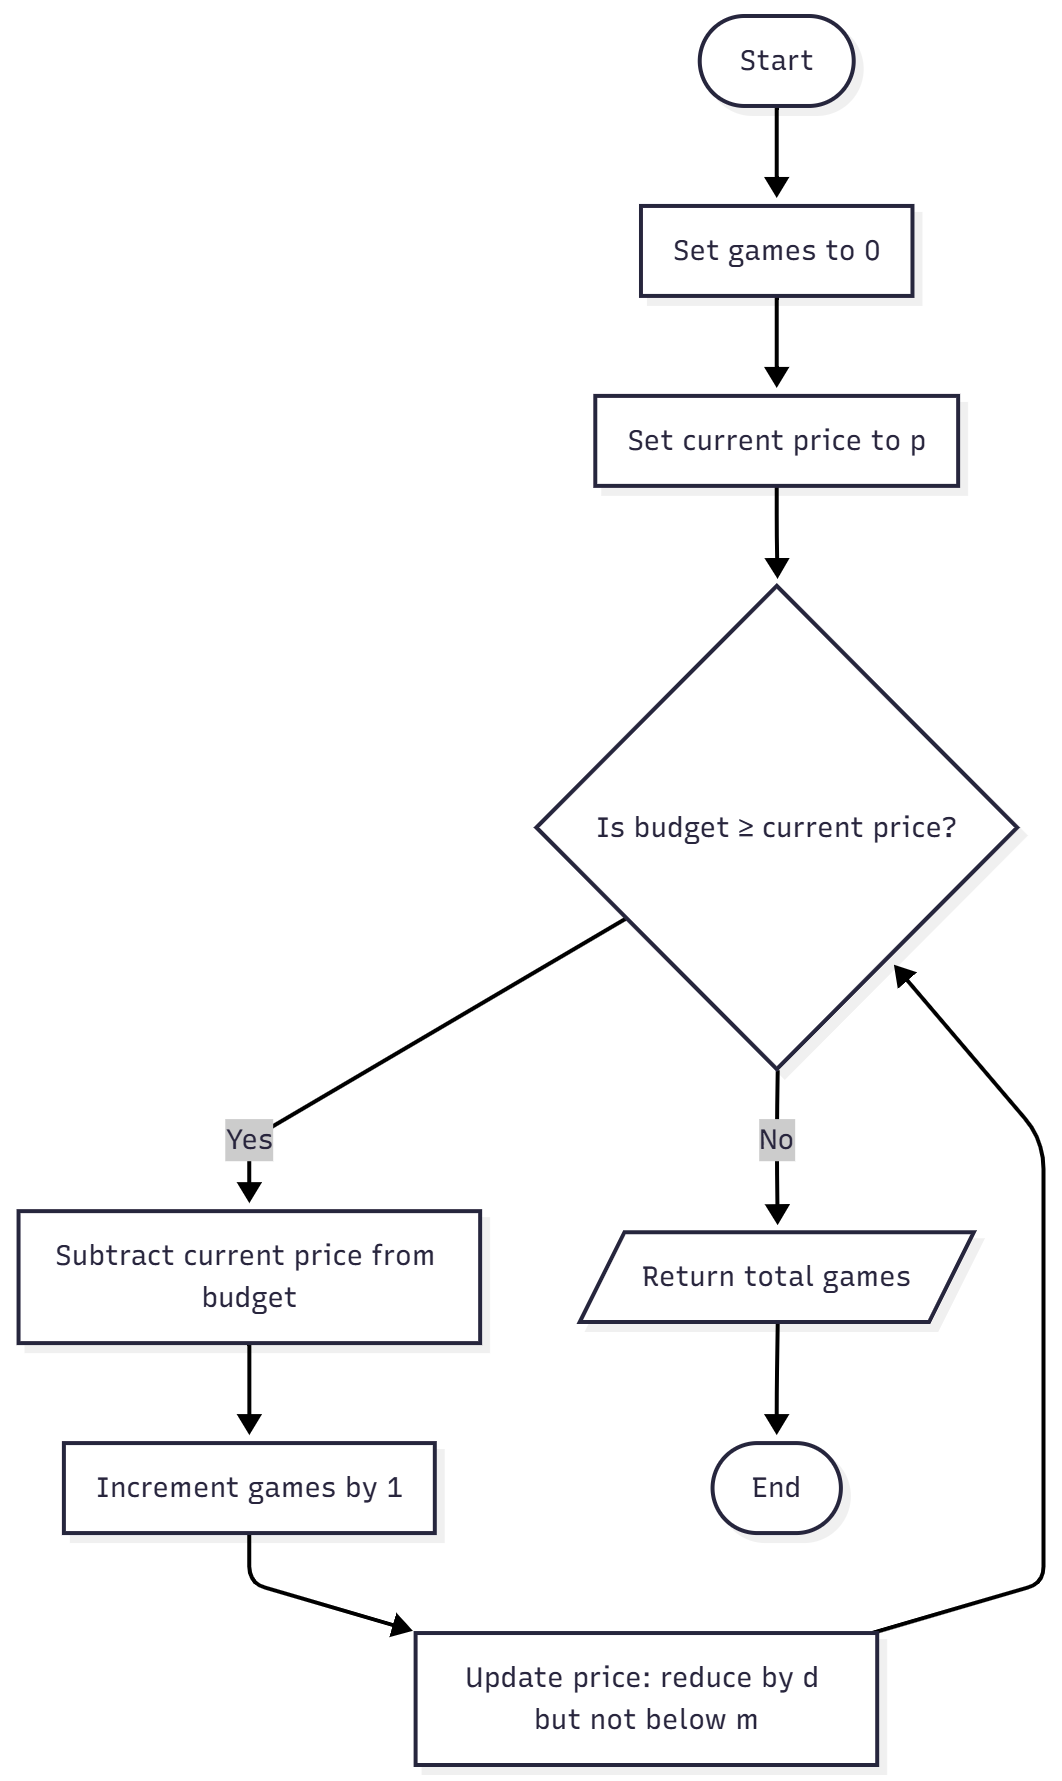 Start
Set games to 0
Set current price to p
Is budget ≥ current price?
Yes
No
Subtract current price from
budget
Return total games
Increment games by 1
End
Update price: reduce by d
but not below m